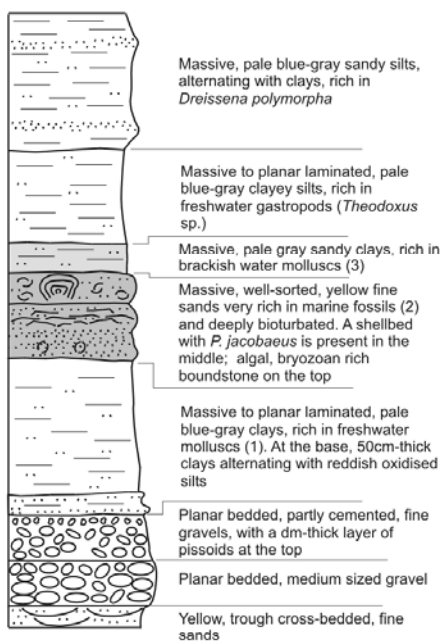 Massive, pale blue-gray sandy silts,
alternating with clays, rich in
Dreissena polymorpha
Massive to planar laminated, pale
blue-gray clayey silts, rich in
freshwater gastropods (Theodoxus
sp.)
Massive, pale gray sandy clays, rich in
brackish water molluscs (3)
Massive, well-sorted, yellow fine
sands very rich in marine fossils (2)
and deeply bioturbated. A shellbed
with P. jacobaeus is present in the
middle; algal, bryozoan rich
boundstone on the top
Massive to planar laminated, pale
blue-gray clays, rich in freshwater
molluscs (1). At the base, 50cm-thick
clays alternating with reddish oxidised
silts
Planar bedded, partly cemented, fine
gravels, with a dm-thick layer of
pissoids at the top
Planar bedded, medium sized gravel
Yellow, trough cross-bedded, fine
sands